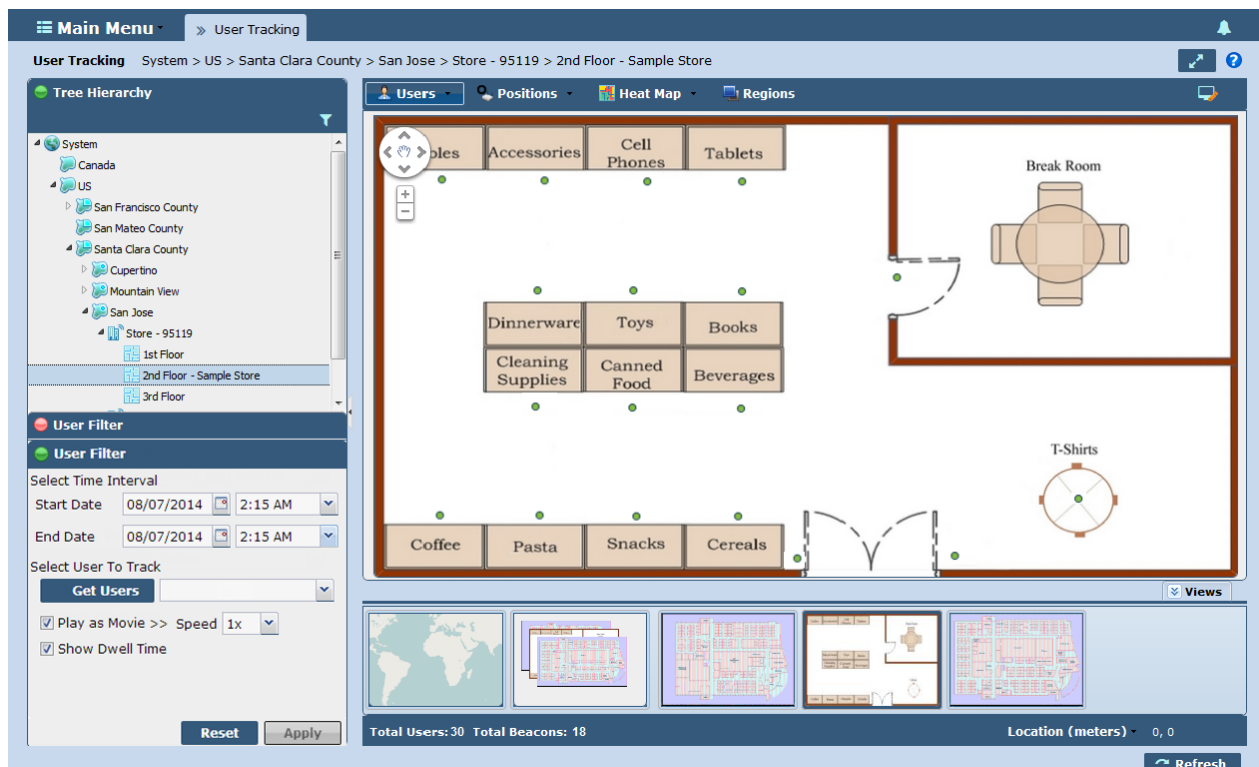 Main Menu
» User Tracking
User Tracking System > US > Santa Clara County > San Jose > Store - 95119 > 2nd Floor - Sample Store
?
Tree Hierarchy
System
Canada
US
San Francisco County
San Mateo County
Santa Clara County
Cupertino
Mountain View
San Jose
Store - 95119
1st Floor
2nd Floor - Sample Store
3rd Floor
User Filter
User Filter
Select Time Interval
Start Date 08/07/2014 2:15 AM
End Date 08/07/2014 2:15 AM
Select User To Track
Get Users
Play as Movie >> Speed 1x
Show Dwell Time
Reset Apply
Users Positions Heat Map Regions
+
−
bles Accessories Cell Phones Tablets
Break Room
Dinnerware Toys Books
Cleaning Supplies Canned Food Beverages
T-Shirts
Coffee Pasta Snacks Cereals
Views
Total Users: 30 Total Beacons: 18 Location (meters) 0, 0
Refresh